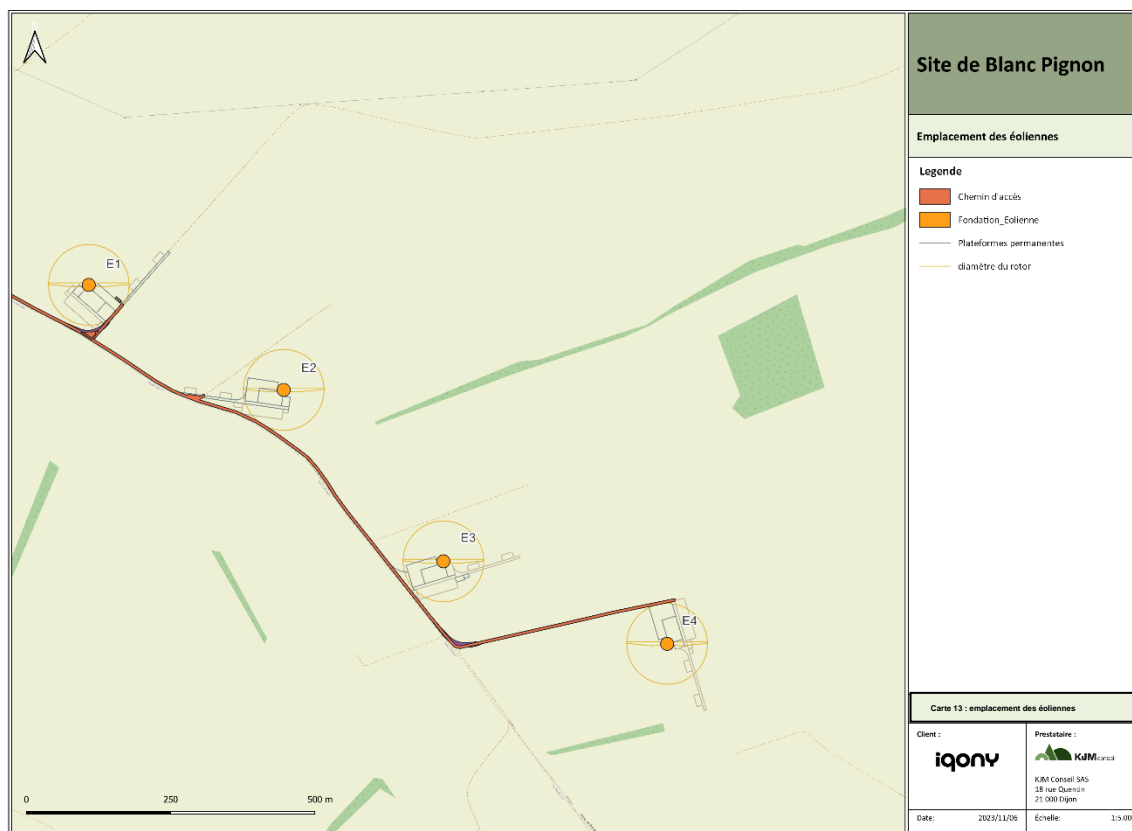 N
E1
E2
E3
E4
0 250 500 m
Site de Blanc Pignon
Emplacement des éoliennes
Legende
Chemin d'accès
Fondation_Eolienne
Plateformes permanentes
diamètre du rotor
Carte 13 : emplacement des éoliennes
Client :
iqony
Prestataire :
KJM conseil
KJM Conseil SAS
18 rue Quentin
21 000 Dijon
Date: 2023/11/06
Échelle: 1:5.00